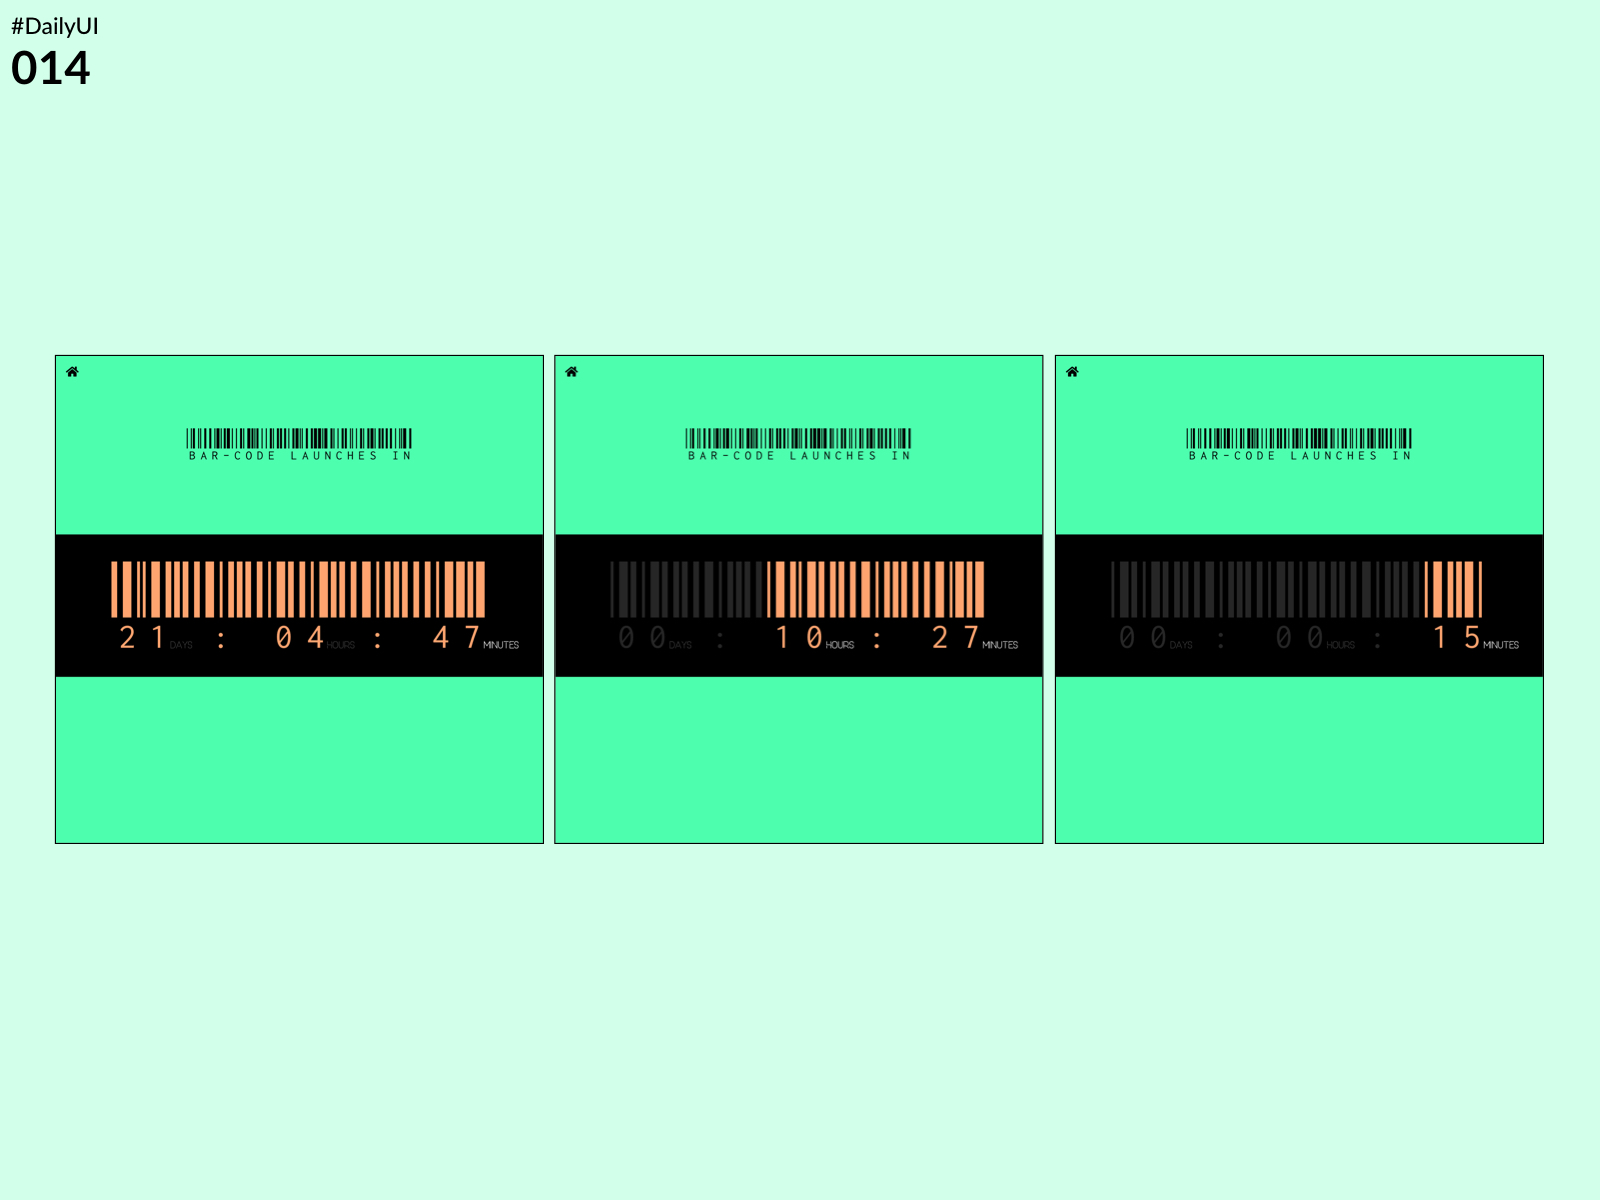 #DailyUI
014
BAR-CODE LAUNCHES IN
21 DAYS : 04 HOURS : 47 MINUTES
BAR-CODE LAUNCHES IN
00 DAYS : 10 HOURS : 27 MINUTES
BAR-CODE LAUNCHES IN
00 DAYS : 00 HOURS : 15 MINUTES